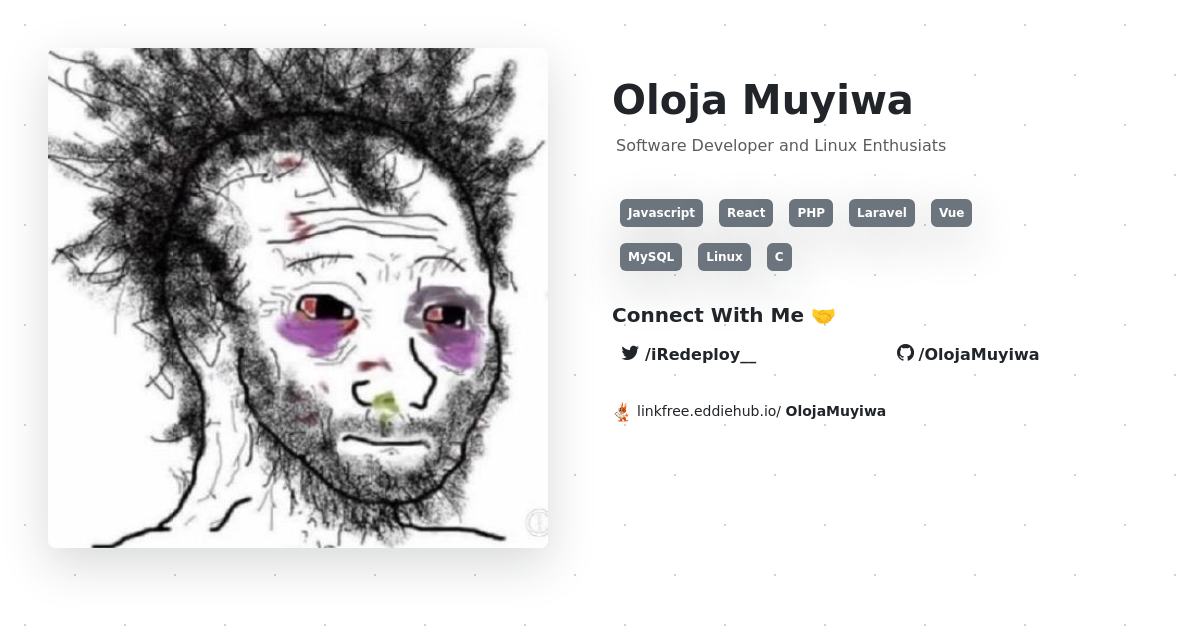 Oloja Muyiwa
Software Developer and Linux Enthusiats
Javascript React PHP Laravel Vue
MySQL Linux C
Connect With Me 🤝
/iRedeploy__ /OlojaMuyiwa
linkfree.eddiehub.io/ OlojaMuyiwa